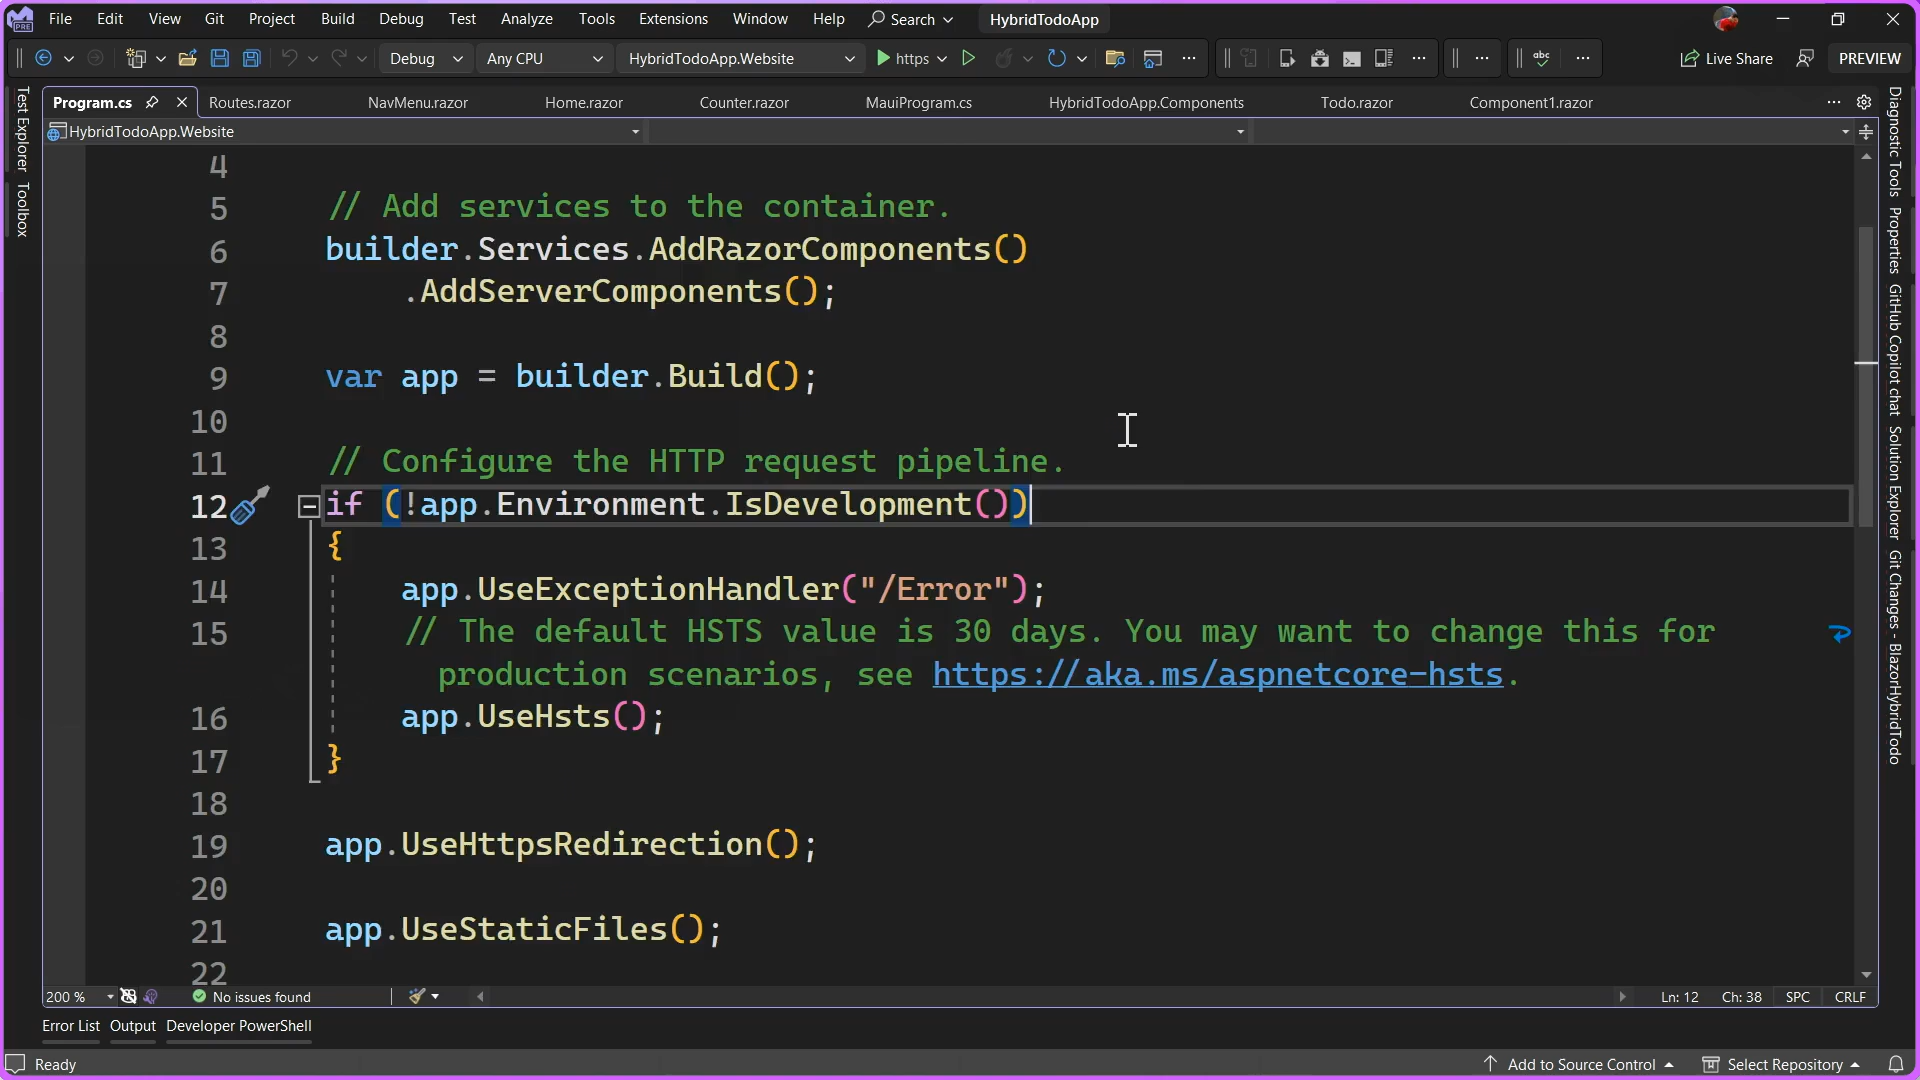 File Edit View Git Project Build Debug Test Analyze Tools Extensions Window Help Search HybridTodoApp
Debug Any CPU HybridTodoApp.Website https Live Share PREVIEW
Program.cs Routes.razor NavMenu.razor Home.razor Counter.razor MauiProgram.cs HybridTodoApp.Components Todo.razor Component1.razor
HybridTodoApp.Website
Test Explorer
Toolbox
4
5 // Add services to the container.
6 builder.Services.AddRazorComponents()
7 .AddServerComponents();
8
9 var app = builder.Build();
10
11 // Configure the HTTP request pipeline.
12 if (!app.Environment.IsDevelopment())
13 {
14 app.UseExceptionHandler("/Error");
15 // The default HSTS value is 30 days. You may want to change this for
production scenarios, see https://aka.ms/aspnetcore-hsts.
16 app.UseHsts();
17 }
18
19 app.UseHttpsRedirection();
20
21 app.UseStaticFiles();
22
Diagnostic Tools
Properties
GitHub Copilot chat
Solution Explorer
Git Changes - BlazorHybridTodo
200 % No issues found Ln: 12 Ch: 38 SPC CRLF
Error List Output Developer PowerShell
Ready Add to Source Control Select Repository